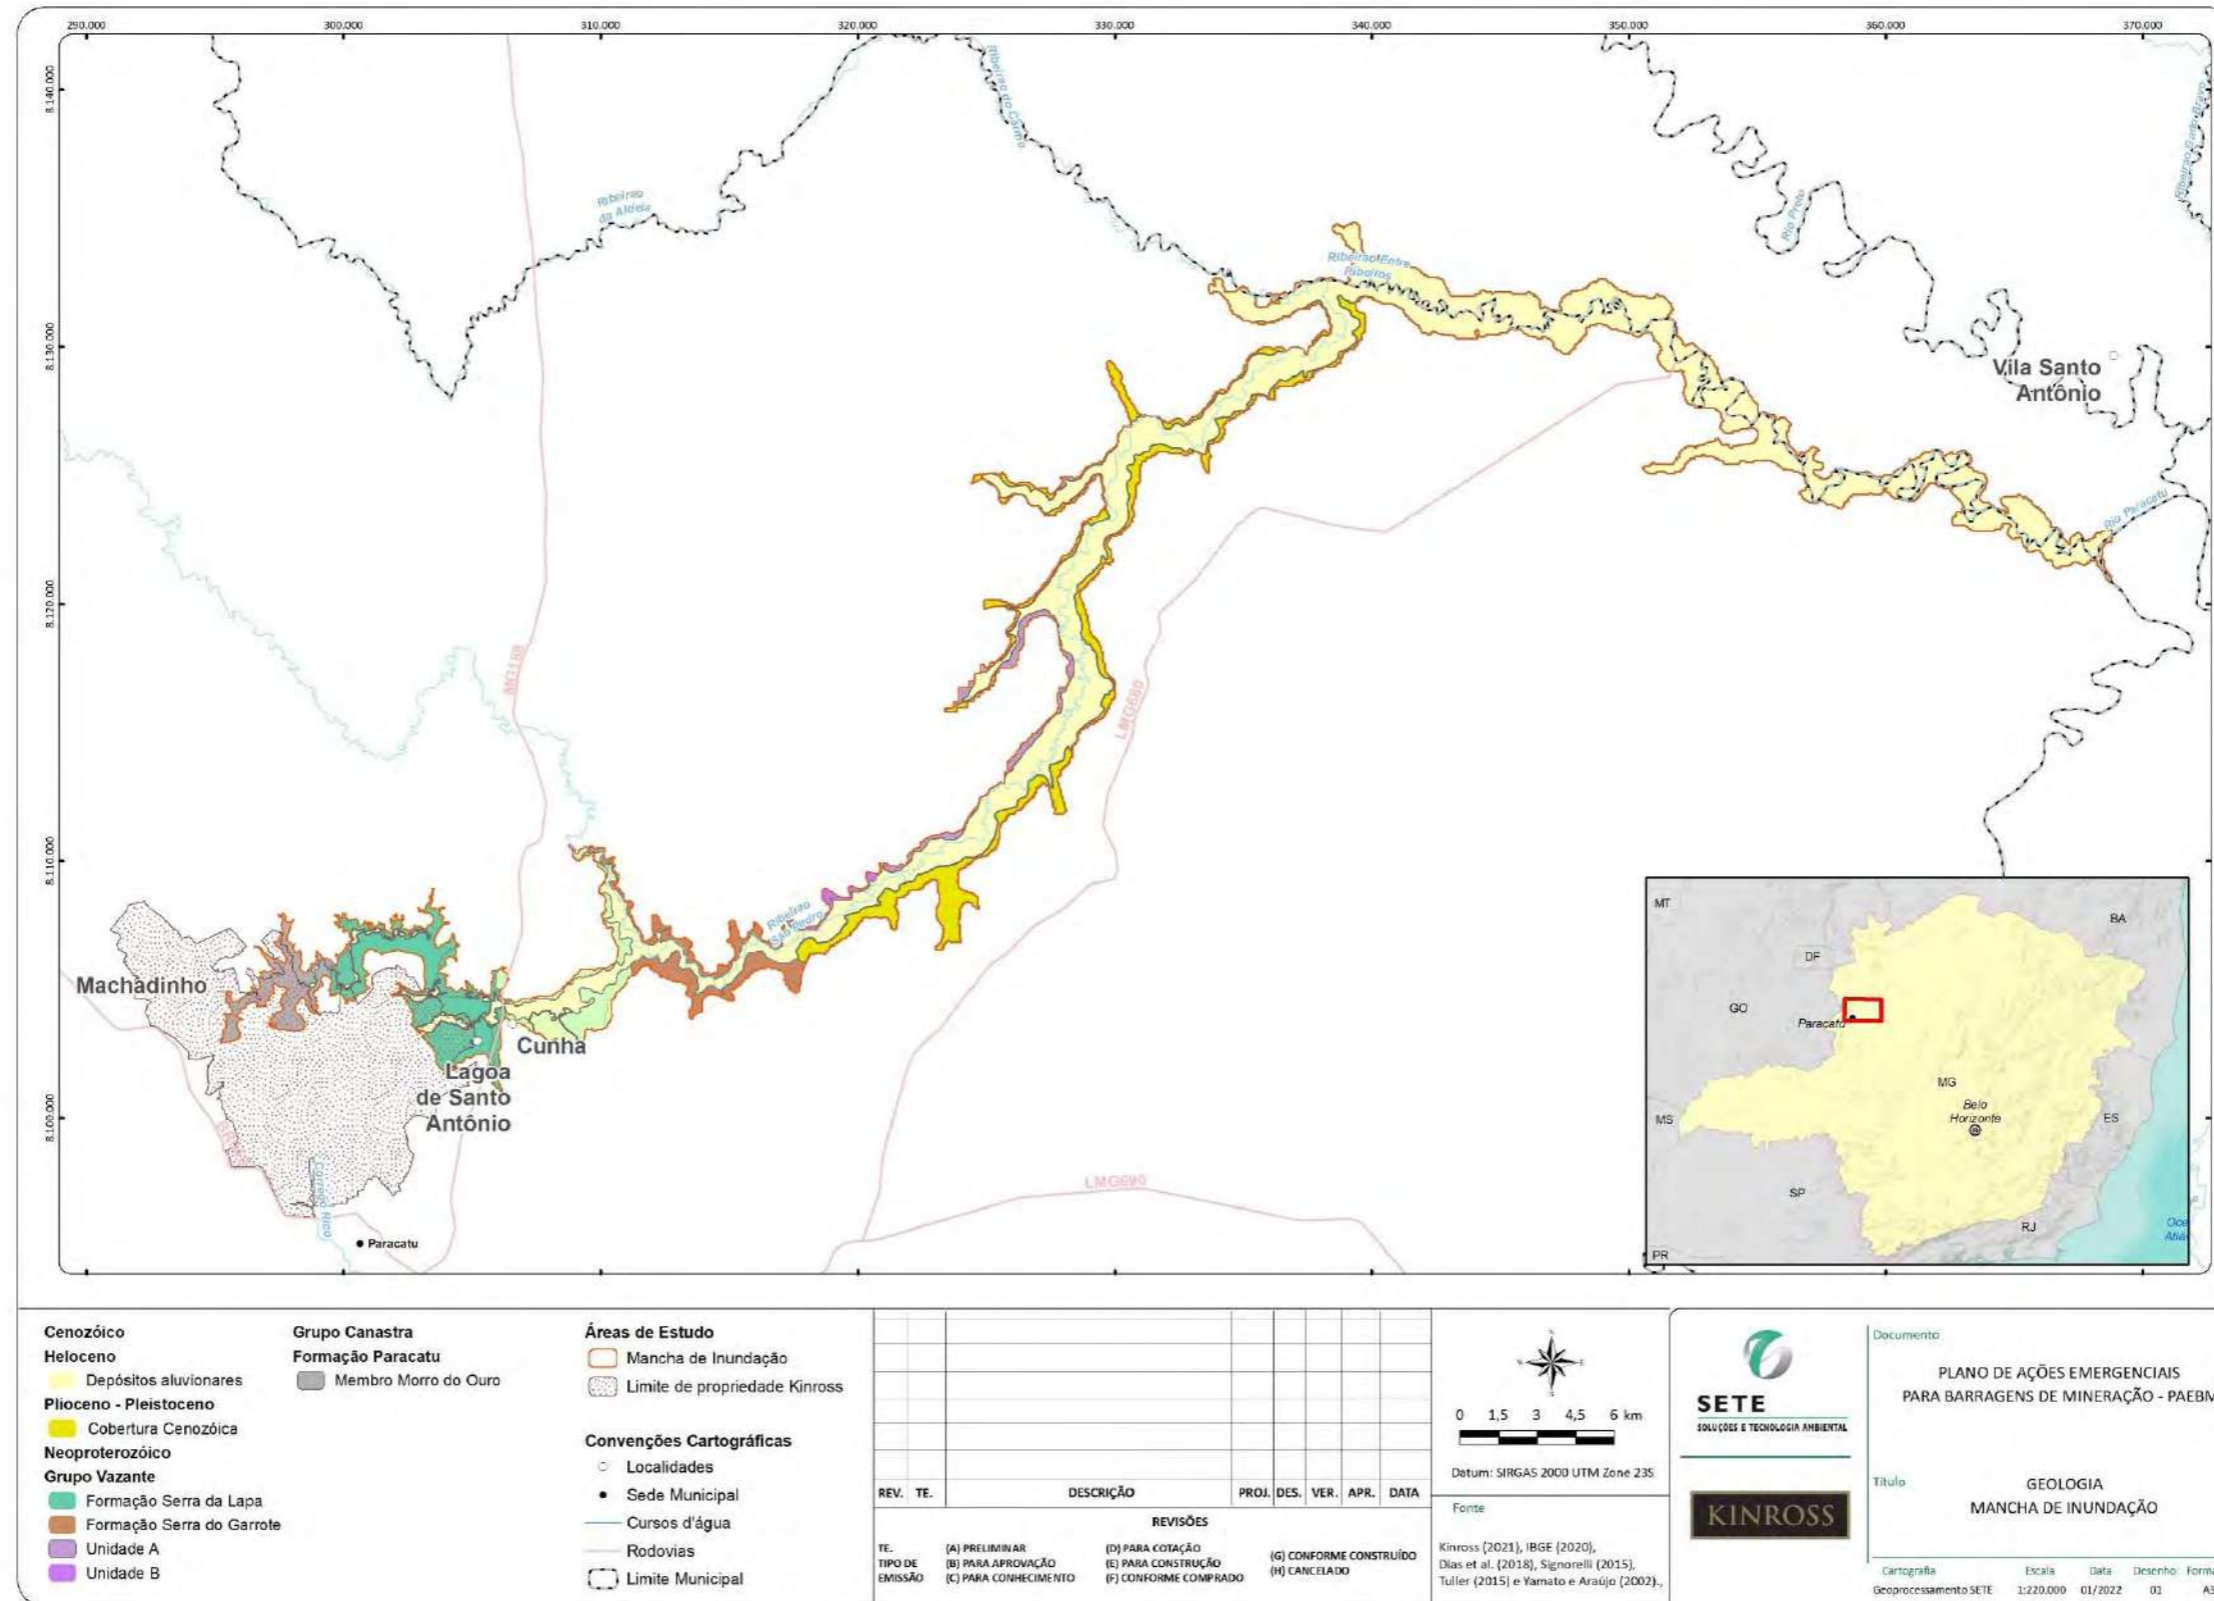 290.000 300.000 310.000 320.000 330.000 340.000 350.000 360.000 370.000
8.140.000
8.130.000
8.120.000
8.110.000
8.100.000
Ribeirão do Carmo
Ribeirão
da Aldeia
Rio Preto
Ribeirão Entre
Ribeiros
Vila Santo
Antônio
Rio Paracatu
MG188
LMG680
Ribeirão
São Pedro
Machadinho
Cunha
Lagoa
de Santo
Antônio
Córrego Rico
Paracatu
LMG690
MT
BA
DF
GO
Paracatu
MG
Belo
Horizonte
MS
ES
SP
RJ
PR
Cenozóico
Heloceno
Depósitos aluvionares
Plioceno - Pleistoceno
Cobertura Cenozóica
Neoproterozóico
Grupo Vazante
Formação Serra da Lapa
Formação Serra do Garrote
Unidade A
Unidade B
Grupo Canastra
Formação Paracatu
Membro Morro do Ouro
Áreas de Estudo
Mancha de Inundação
Limite de propriedade Kinross
Convenções Cartográficas
Localidades
Sede Municipal
Cursos d'água
Rodovias
Limite Municipal
REV. TE. DESCRIÇÃO PROJ. DES. VER. APR. DATA
REVISÕES
TE.
TIPO DE
EMISSÃO
(A) PRELIMINAR
(B) PARA APROVAÇÃO
(C) PARA CONHECIMENTO
(D) PARA COTAÇÃO
(E) PARA CONSTRUÇÃO
(F) CONFORME COMPRADO
(G) CONFORME CONSTRUÍDO
(H) CANCELADO
N
E
S
0 1,5 3 4,5 6 km
Datum: SIRGAS 2000 UTM Zone 23S
Fonte
Kinross (2021), IBGE (2020),
Dias et al. (2018), Signorelli (2015),
Tuller (2015) e Yamato e Araújo (2002).,
SETE
SOLUÇÕES E TECNOLOGIA AMBIENTAL
KINROSS
Documento
PLANO DE AÇÕES EMERGENCIAIS
PARA BARRAGENS DE MINERAÇÃO - PAEBM
Título
GEOLOGIA
MANCHA DE INUNDAÇÃO
Cartografia Escala Data Desenho
Geoprocessamento SETE 1:220.000 01/2022 01 A3